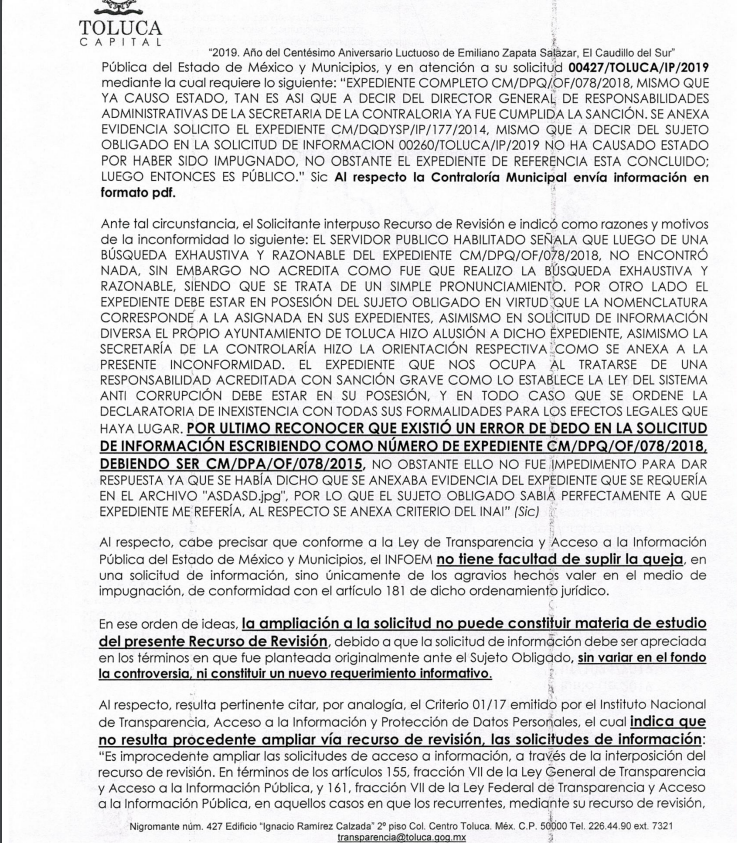 TOLUCA
CAPITAL
"2019. Año del Centésimo Aniversario Luctuoso de Emiliano Zapata Salazar, El Caudillo del Sur"
Pública del Estado de México y Municipios, y en atención a su solicitud 00427/TOLUCA/IP/2019
mediante la cual requiere lo siguiente: "EXPEDIENTE COMPLETO CM/DPQ/OF/078/2018, MISMO QUE
YA CAUSO ESTADO, TAN ES ASI QUE A DECIR DEL DIRECTOR GENERAL DE RESPONSABILIDADES
ADMINISTRATIVAS DE LA SECRETARIA DE LA CONTRALORIA YA FUE CUMPLIDA LA SANCIÓN. SE ANEXA
EVIDENCIA SOLICITO EL EXPEDIENTE CM/DQDYSP/IP/177/2014, MISMO QUE A DECIR DEL SUJETO
OBLIGADO EN LA SOLICITUD DE INFORMACION 00260/TOLUCA/IP/2019 NO HA CAUSADO ESTADO
POR HABER SIDO IMPUGNADO, NO OBSTANTE EL EXPEDIENTE DE REFERENCIA ESTA CONCLUIDO;
LUEGO ENTONCES ES PÚBLICO." Sic Al respecto la Contraloría Municipal envía información en
formato pdf.
Ante tal circunstancia, el Solicitante interpuso Recurso de Revisión e indicó como razones y motivos
de la inconformidad lo siguiente: EL SERVIDOR PUBLICO HABILITADO SEÑALA QUE LUEGO DE UNA
BÚSQUEDA EXHAUSTIVA Y RAZONABLE DEL EXPEDIENTE CM/DPQ/OF/078/2018, NO ENCONTRÓ
NADA, SIN EMBARGO NO ACREDITA COMO FUE QUE REALIZO LA BÚSQUEDA EXHAUSTIVA Y
RAZONABLE, SIENDO QUE SE TRATA DE UN SIMPLE PRONUNCIAMIENTO. POR OTRO LADO EL
EXPEDIENTE DEBE ESTAR EN POSESIÓN DEL SUJETO OBLIGADO EN VIRTUD QUE LA NOMENCLATURA
CORRESPONDE A LA ASIGNADA EN SUS EXPEDIENTES, ASIMISMO EN SOLICITUD DE INFORMACIÓN
DIVERSA EL PROPIO AYUNTAMIENTO DE TOLUCA HIZO ALUSIÓN A DICHO EXPEDIENTE, ASIMISMO LA
SECRETARÍA DE LA CONTROLARÍA HIZO LA ORIENTACIÓN RESPECTIVA COMO SE ANEXA A LA
PRESENTE INCONFORMIDAD. EL EXPEDIENTE QUE NOS OCUPA AL TRATARSE DE UNA
RESPONSABILIDAD ACREDITADA CON SANCIÓN GRAVE COMO LO ESTABLECE LA LEY DEL SISTEMA
ANTI CORRUPCIÓN DEBE ESTAR EN SU POSESIÓN, Y EN TODO CASO QUE SE ORDENE LA
DECLARATORIA DE INEXISTENCIA CON TODAS SUS FORMALIDADES PARA LOS EFECTOS LEGALES QUE
HAYA LUGAR. POR ULTIMO RECONOCER QUE EXISTIÓ UN ERROR DE DEDO EN LA SOLICITUD
DE INFORMACIÓN ESCRIBIENDO COMO NÚMERO DE EXPEDIENTE CM/DPQ/OF/078/2018,
DEBIENDO SER CM/DPA/OF/078/2015, NO OBSTANTE ELLO NO FUE IMPEDIMENTO PARA DAR
RESPUESTA YA QUE SE HABÍA DICHO QUE SE ANEXABA EVIDENCIA DEL EXPEDIENTE QUE SE REQUERÍA
EN EL ARCHIVO "ASDASD.jpg", POR LO QUE EL SUJETO OBLIGADO SABIA PERFECTAMENTE A QUE
EXPEDIENTE ME REFERÍA, AL RESPECTO SE ANEXA CRITERIO DEL INAI" (Sic)
Al respecto, cabe precisar que conforme a la Ley de Transparencia y Acceso a la Información
Pública del Estado de México y Municipios, el INFOEM no tiene facultad de suplir la queja, en
una solicitud de información, sino únicamente de los agravios hechos valer en el medio de
impugnación, de conformidad con el artículo 181 de dicho ordenamiento jurídico.
En ese orden de ideas, la ampliación a la solicitud no puede constituir materia de estudio
del presente Recurso de Revisión, debido a que la solicitud de información debe ser apreciada
en los términos en que fue planteada originalmente ante el Sujeto Obligado, sin variar en el fondo
la controversia, ni constituir un nuevo requerimiento informativo.
Al respecto, resulta pertinente citar, por analogía, el Criterio 01/17 emitido por el Instituto Nacional
de Transparencia, Acceso a la Información y Protección de Datos Personales, el cual indica que
no resulta procedente ampliar vía recurso de revisión, las solicitudes de información:
"Es improcedente ampliar las solicitudes de acceso a información, a través de la interposición del
recurso de revisión. En términos de los artículos 155, fracción VII de la Ley General de Transparencia
y Acceso a la Información Pública, y 161, fracción VII de la Ley Federal de Transparencia y Acceso
a la Información Pública, en aquellos casos en que los recurrentes, mediante su recurso de revisión,
Nigromante núm. 427 Edificio "Ignacio Ramírez Calzada" 2º piso Col. Centro Toluca. Méx. C.P. 50000 Tel. 226.44.90 ext. 7321
transparencia@toluca.gog.mx